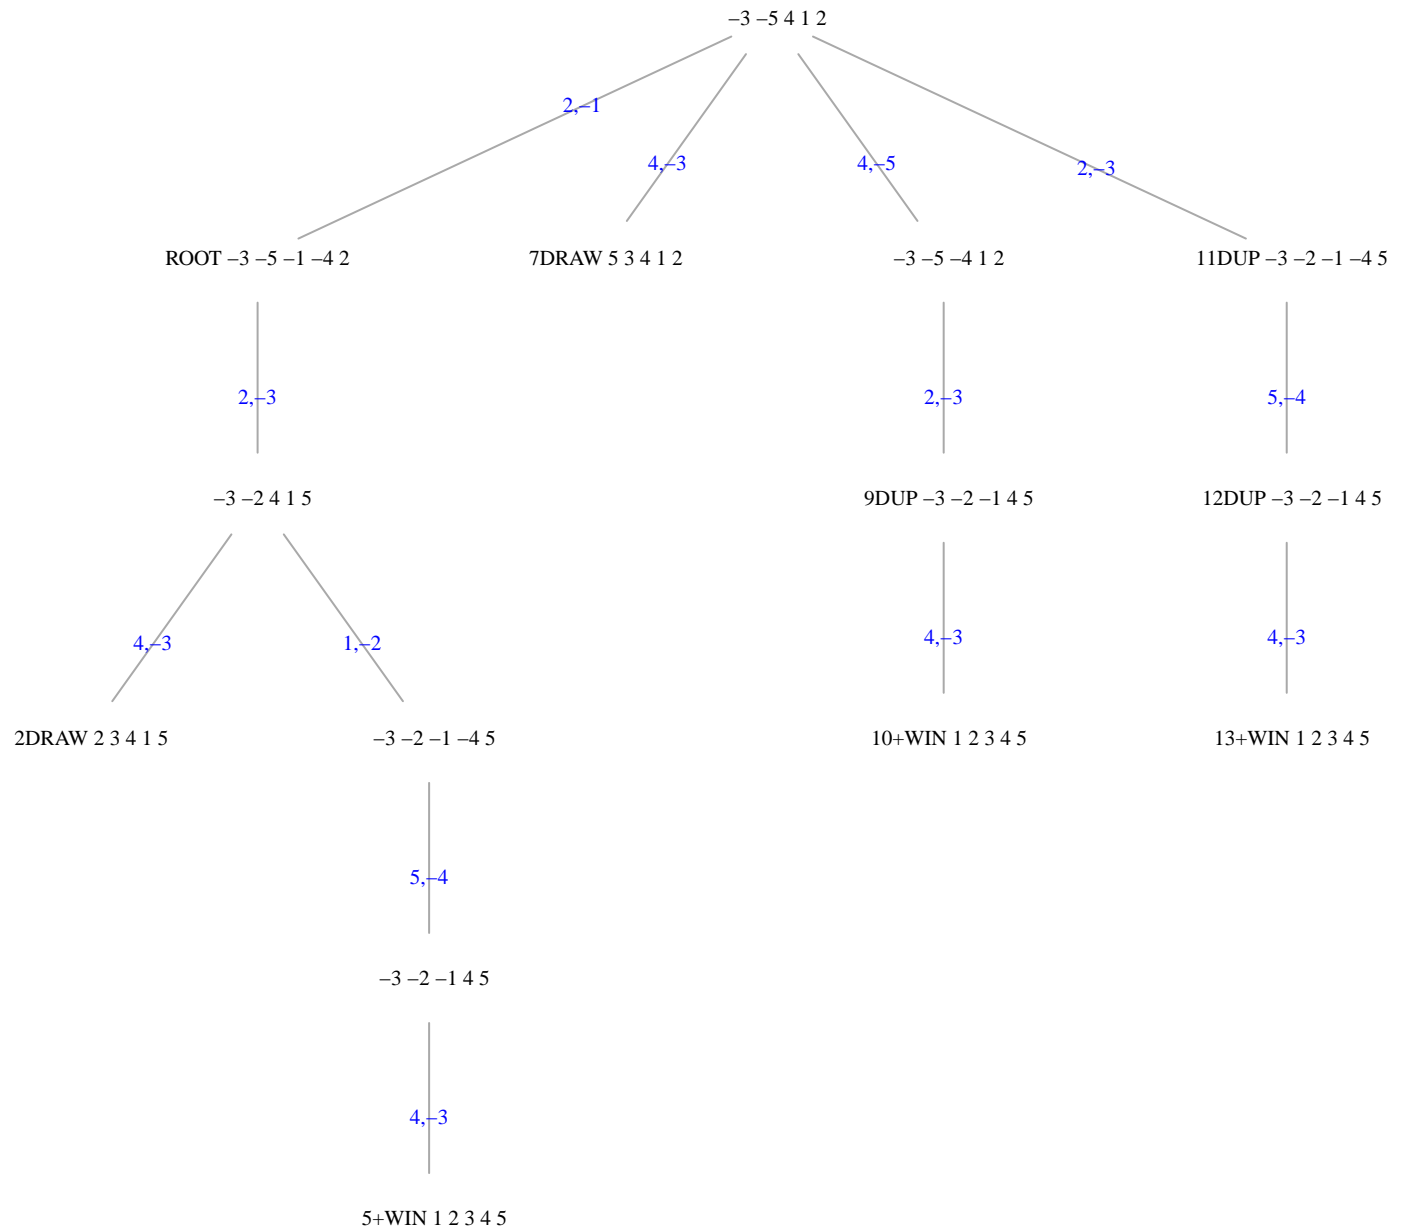 −3 −5 4 1 2
2,−1
4,−3
4,−5
2,−3
ROOT −3 −5 −1 −4 2
7DRAW 5 3 4 1 2
−3 −5 −4 1 2
11DUP −3 −2 −1 −4 5
2,−3
2,−3
5,−4
−3 −2 4 1 5
9DUP −3 −2 −1 4 5
12DUP −3 −2 −1 4 5
4,−3
1,−2
4,−3
4,−3
2DRAW 2 3 4 1 5
−3 −2 −1 −4 5
10+WIN 1 2 3 4 5
13+WIN 1 2 3 4 5
5,−4
−3 −2 −1 4 5
4,−3
5+WIN 1 2 3 4 5